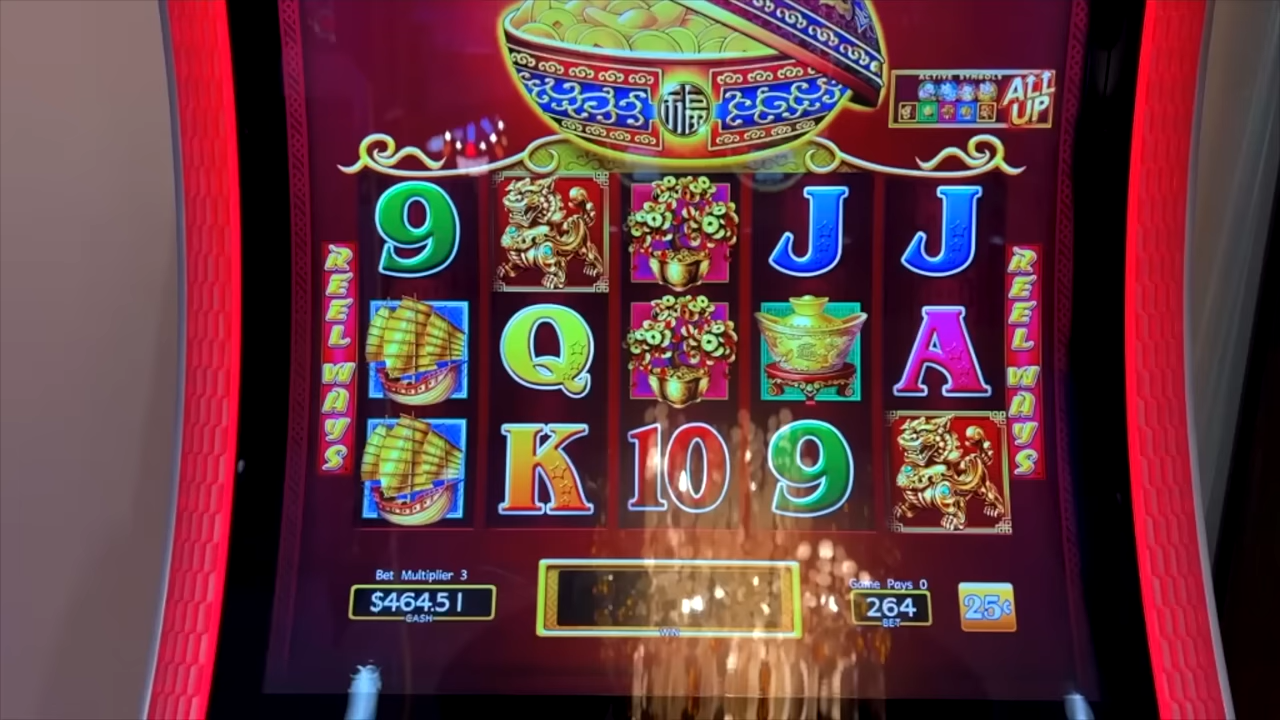 福
ACTIVE SYMBOLS
ALL
UP
9 J J
Q A
K 10 9
REEL WAYS
REEL WAYS
Bet Multiplier 3
$464.51
CASH
WIN
Game Pays 0
264
BET
25¢